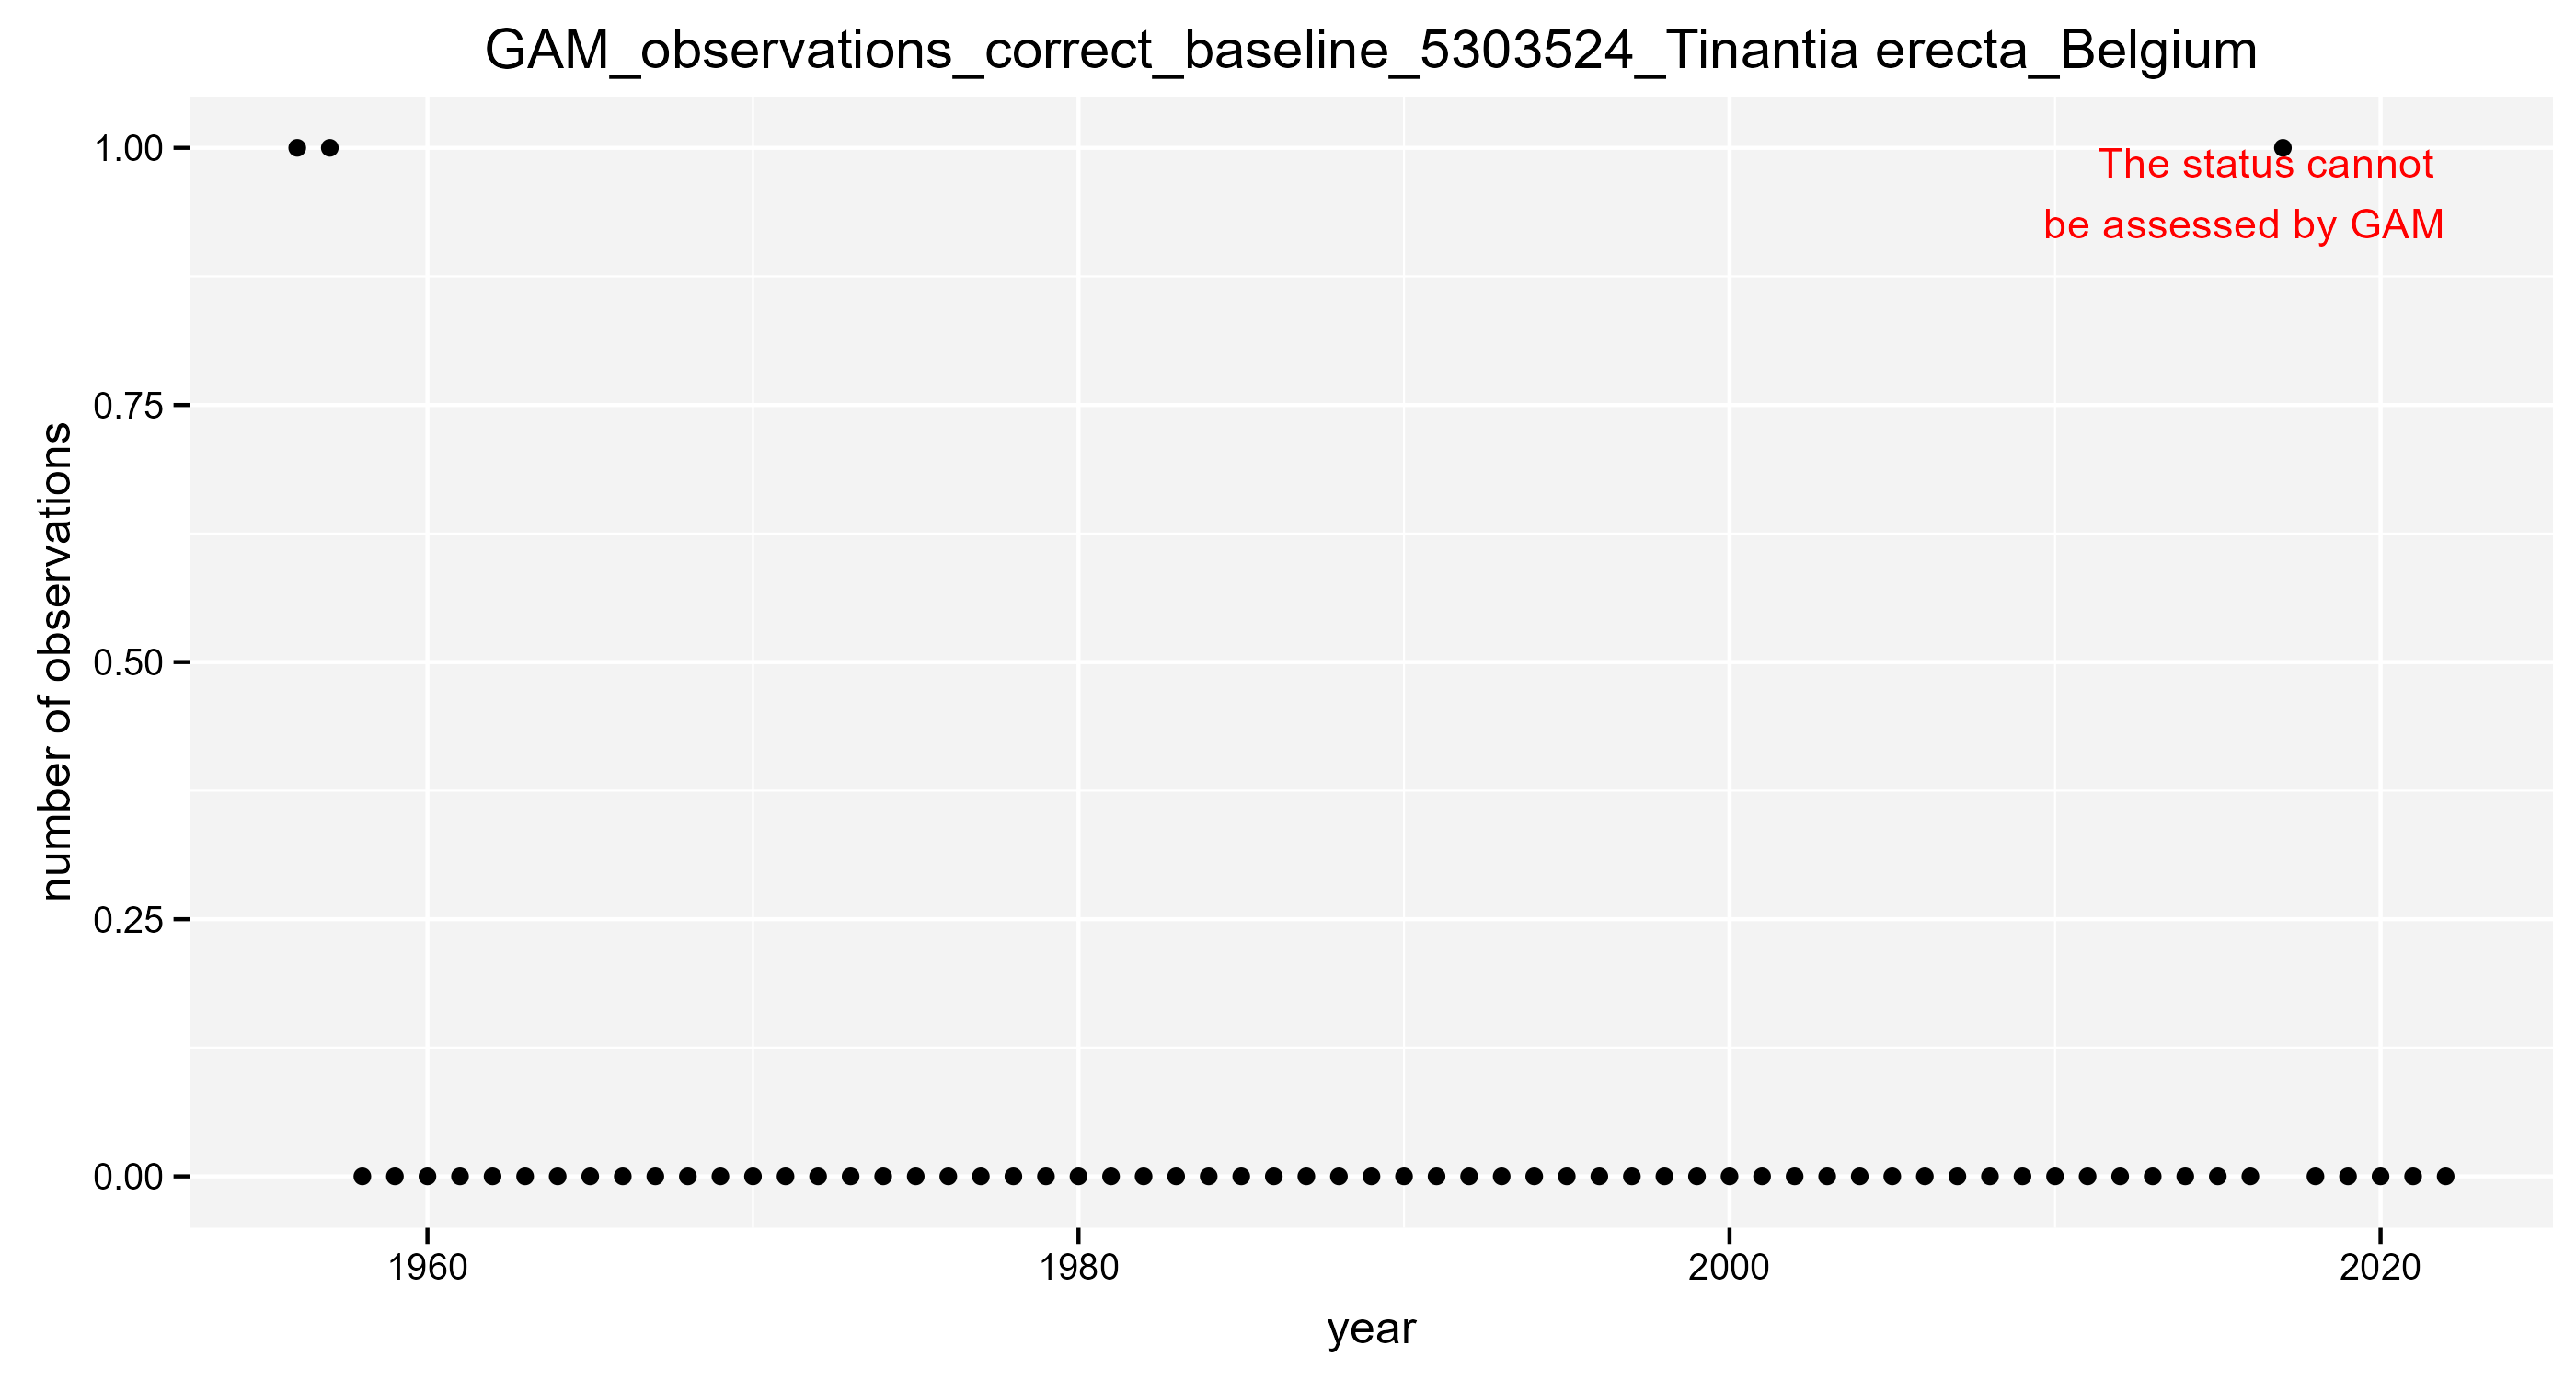 GAM_observations_correct_baseline_5303524_Tinantia erecta_Belgium
1.00
The status cannot
be assessed by GAM
0.75
0.50
0.25
0.00
number of observations
1960 1980 2000 2020
year